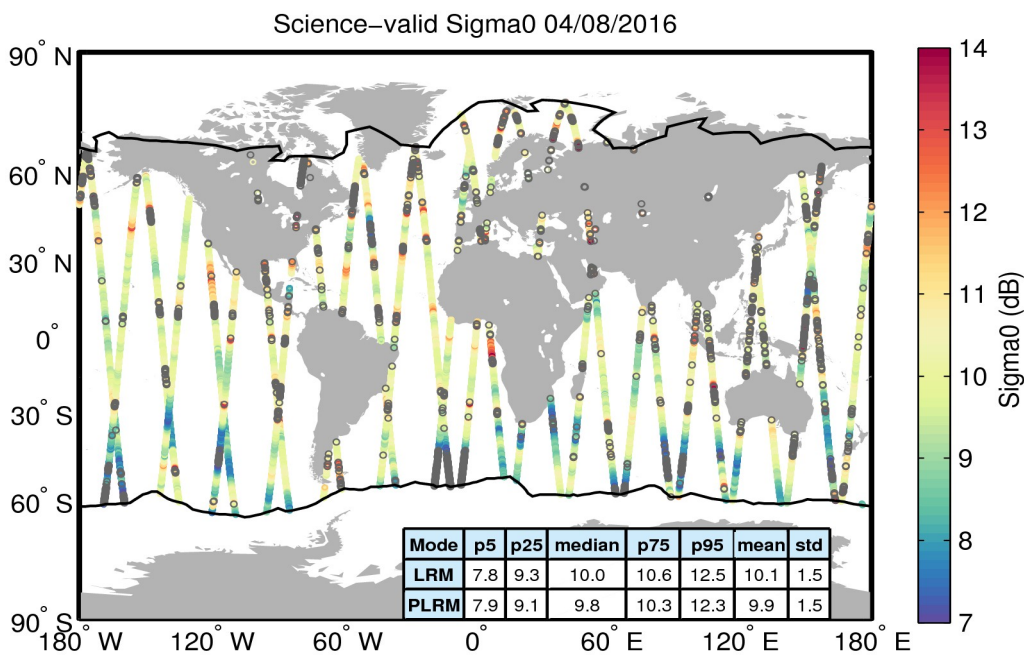 Science−valid Sigma0 04/08/2016
90° N
60° N
30° N
0°
30° S
60° S
90° S
180° W
120° W
60° W
0°
60° E
120° E
180° E
Mode p5 p25 median p75 p95 mean std
LRM 7.8 9.3 10.0 10.6 12.5 10.1 1.5
PLRM 7.9 9.1 9.8 10.3 12.3 9.9 1.5
14
13
12
11
10
9
8
7
Sigma0 (dB)